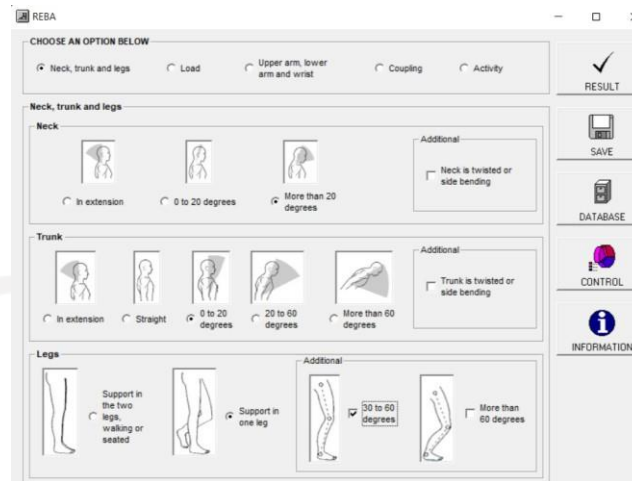 REBA
CHOOSE AN OPTION BELOW
Neck, trunk and legs
Load
Upper arm, lower
arm and wrist
Coupling
Activity
RESULT
SAVE
DATABASE
CONTROL
INFORMATION
Neck, trunk and legs
Neck
In extension
0 to 20 degrees
More than 20
degrees
Additional
Neck is twisted or
side bending
Trunk
In extension
Straight
0 to 20
degrees
20 to 60
degrees
More than 60
degrees
Additional
Trunk is twisted or
side bending
Legs
Support in
the two
legs,
walking or
seated
Support in
one leg
Additional
30 to 60
degrees
More than
60 degrees